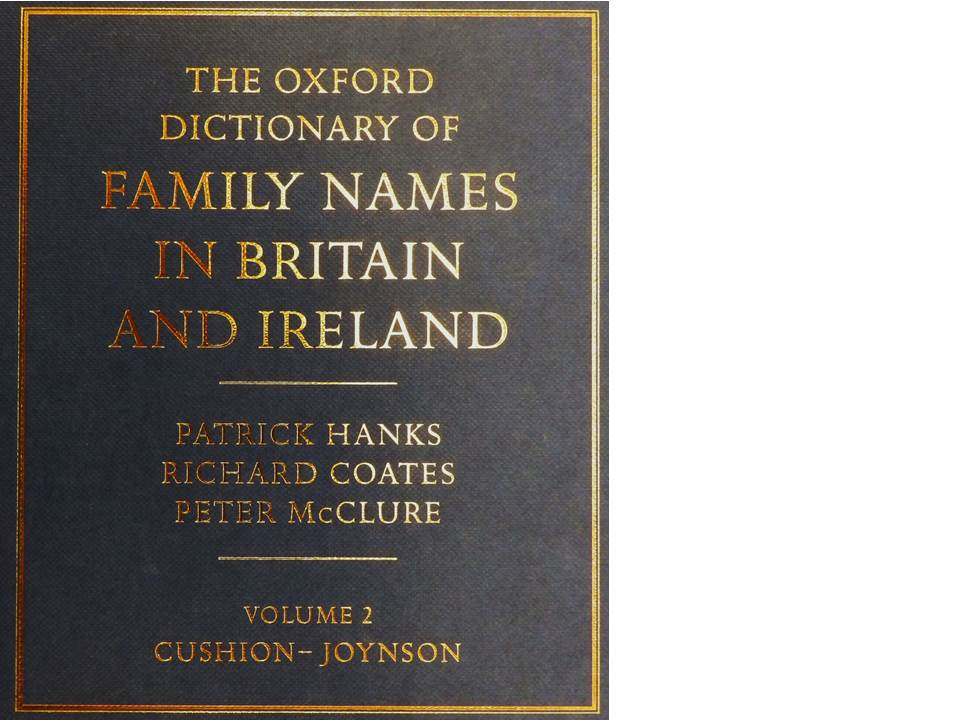 THE OXFORD
DICTIONARY OF
FAMILY NAMES
IN BRITAIN
AND IRELAND
PATRICK HANKS
RICHARD COATES
PETER McCLURE
VOLUME 2
CUSHION–JOYNSON